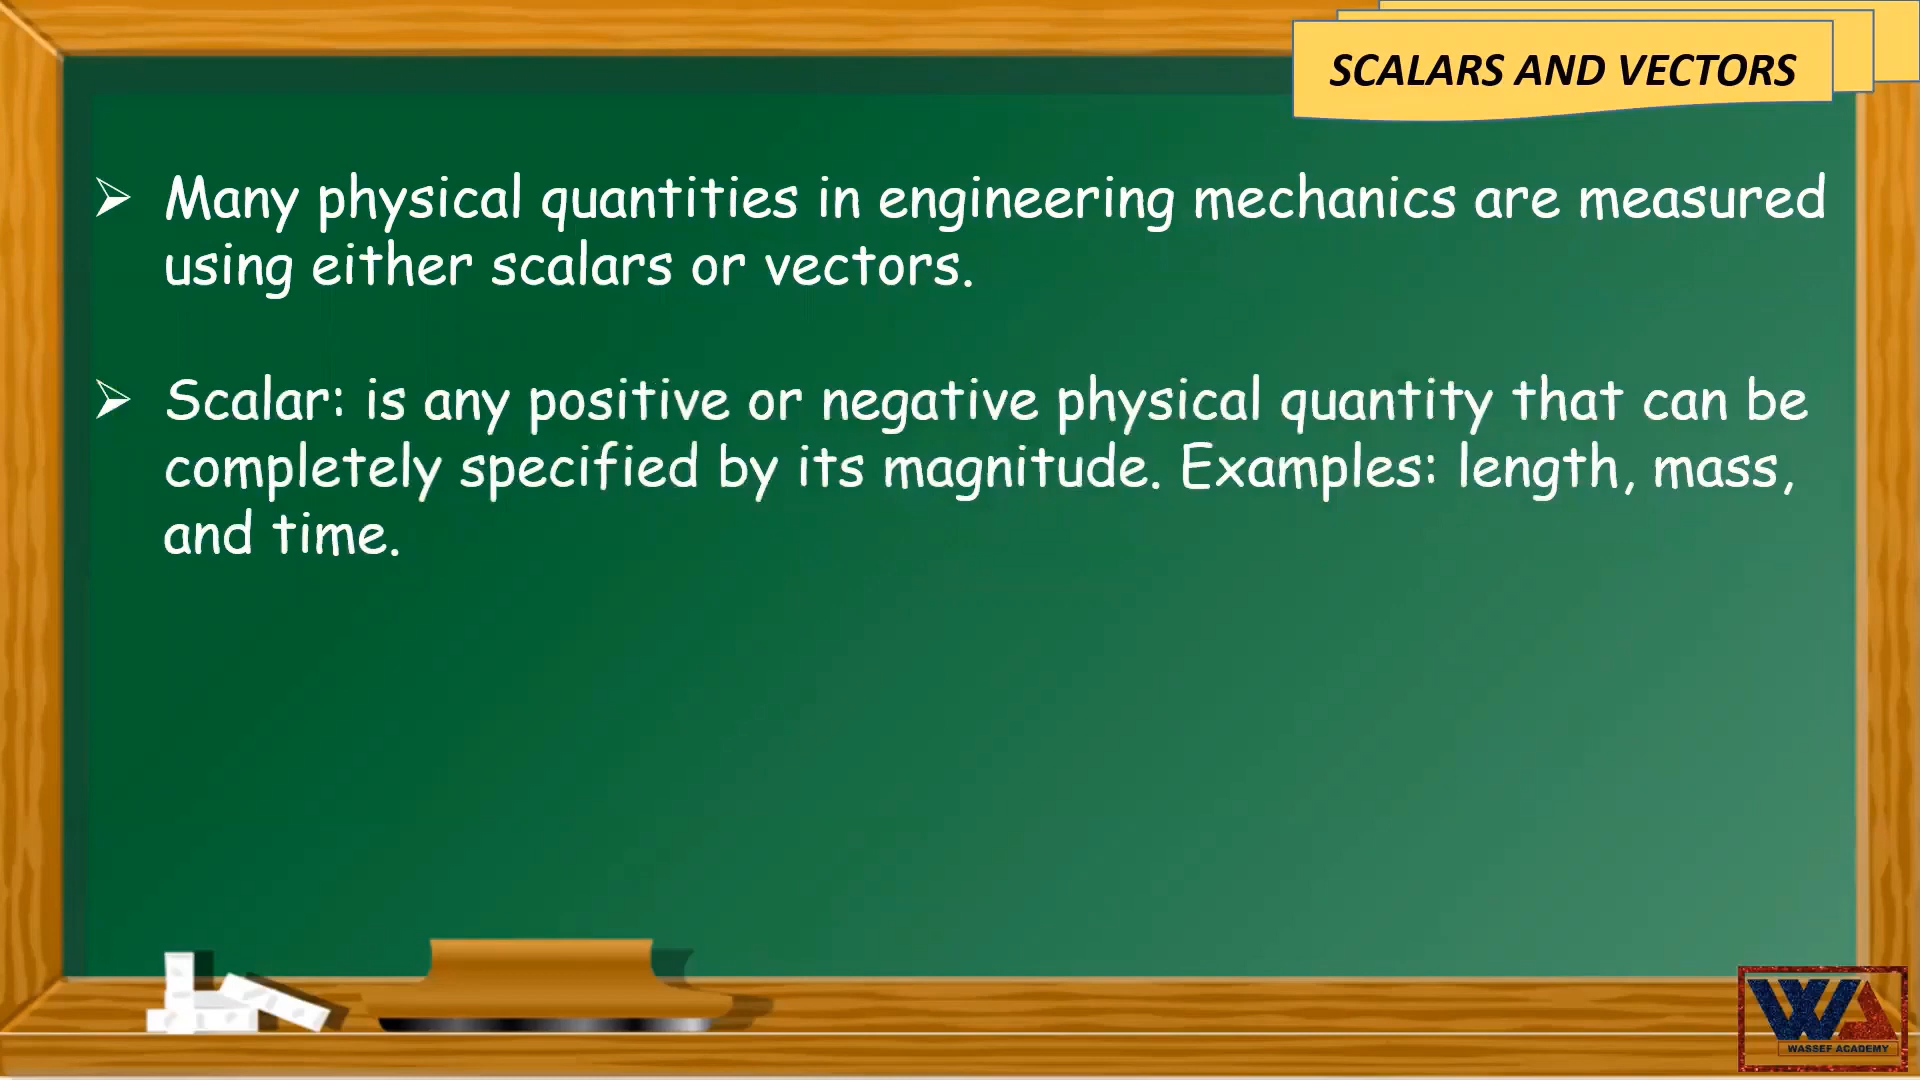 SCALARS AND VECTORS
➢ Many physical quantities in engineering mechanics are measured
using either scalars or vectors.
➢ Scalar: is any positive or negative physical quantity that can be
completely specified by its magnitude. Examples: length, mass,
and time.
WA
WASSEF ACADEMY